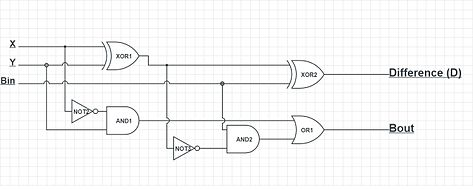 X
XOR1
Y
XOR2
Difference (D)
Bin
NOT2
AND1
OR1
Bout
AND2
NOT1